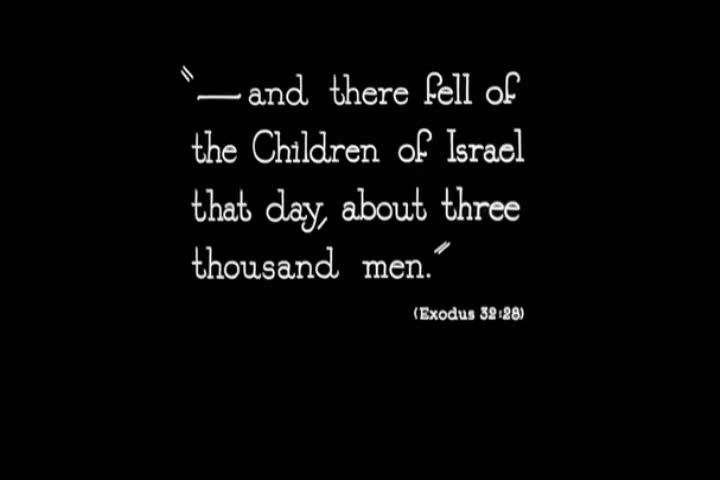 "—and there fell of
the Children of Israel
that day, about three
thousand men."
(Exodus 32:28)